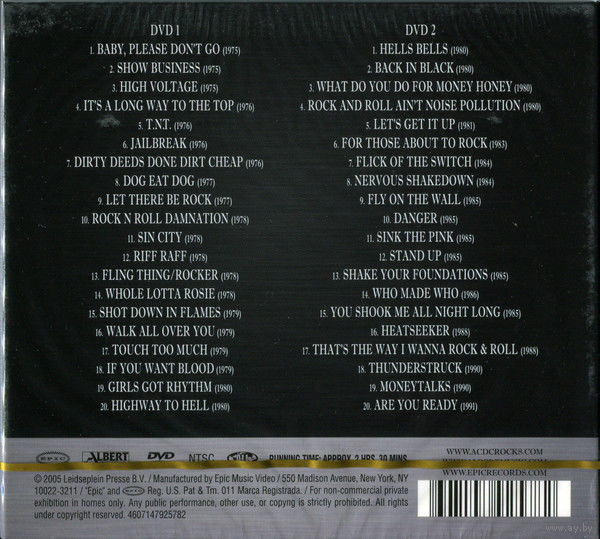 DVD 1
1. BABY, PLEASE DON'T GO (1975)
2. SHOW BUSINESS (1975)
3. HIGH VOLTAGE (1975)
4. IT'S A LONG WAY TO THE TOP (1976)
5. T.N.T. (1976)
6. JAILBREAK (1976)
7. DIRTY DEEDS DONE DIRT CHEAP (1976)
8. DOG EAT DOG (1977)
9. LET THERE BE ROCK (1977)
10. ROCK N ROLL DAMNATION (1978)
11. SIN CITY (1978)
12. RIFF RAFF (1978)
13. FLING THING/ROCKER (1978)
14. WHOLE LOTTA ROSIE (1978)
15. SHOT DOWN IN FLAMES (1979)
16. WALK ALL OVER YOU (1979)
17. TOUCH TOO MUCH (1979)
18. IF YOU WANT BLOOD (1979)
19. GIRLS GOT RHYTHM (1980)
20. HIGHWAY TO HELL (1980)
DVD 2
1. HELLS BELLS (1980)
2. BACK IN BLACK (1980)
3. WHAT DO YOU DO FOR MONEY HONEY (1980)
4. ROCK AND ROLL AIN'T NOISE POLLUTION (1980)
5. LET'S GET IT UP (1981)
6. FOR THOSE ABOUT TO ROCK (1983)
7. FLICK OF THE SWITCH (1984)
8. NERVOUS SHAKEDOWN (1984)
9. FLY ON THE WALL (1985)
10. DANGER (1985)
11. SINK THE PINK (1985)
12. STAND UP (1985)
13. SHAKE YOUR FOUNDATIONS (1985)
14. WHO MADE WHO (1986)
15. YOU SHOOK ME ALL NIGHT LONG (1985)
16. HEATSEEKER (1988)
17. THAT'S THE WAY I WANNA ROCK & ROLL (1988)
18. THUNDERSTRUCK (1990)
19. MONEYTALKS (1990)
20. ARE YOU READY (1991)
EPIC ALBERT DVD NTSC RUNNING TIME: APPROX. 2 HRS. 30 MINS.
WWW.ACDCROCKS.COM
WWW.EPICRECORDS.COM
© 2005 Leidseplein Presse B.V. / Manufactured by Epic Music Video / 550 Madison Avenue, New York, NY
10022-3211 / "Epic" and EPIC Reg. U.S. Pat & Tm. 011 Marca Registrada. / For non-commercial private
exhibition in homes only. Any public performance, other use, or copyng is strictly prohibited. All rights
under copyright reserved. 4607147925782
www.ay.by